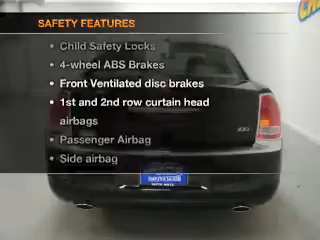 SAFETY FEATURES
• Child Safety Locks
• 4-wheel ABS Brakes
• Front Ventilated disc brakes
• 1st and 2nd row curtain head
airbags
• Passenger Airbag
• Side airbag
300